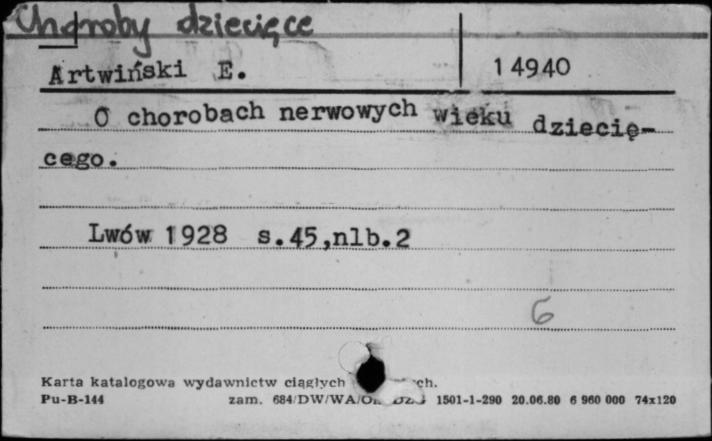 Choroby dziecięce
Artwiński E. 14940
O chorobach nerwowych wieku dziecię-
cego.
Lwów 1928 s.45,nlb.2
6
Karta katalogowa wydawnictw ciągłych ch.
Pu-B-144 zam. 684/DW/WA/O 1501-1-290 20.06.80 6 960 000 74x120